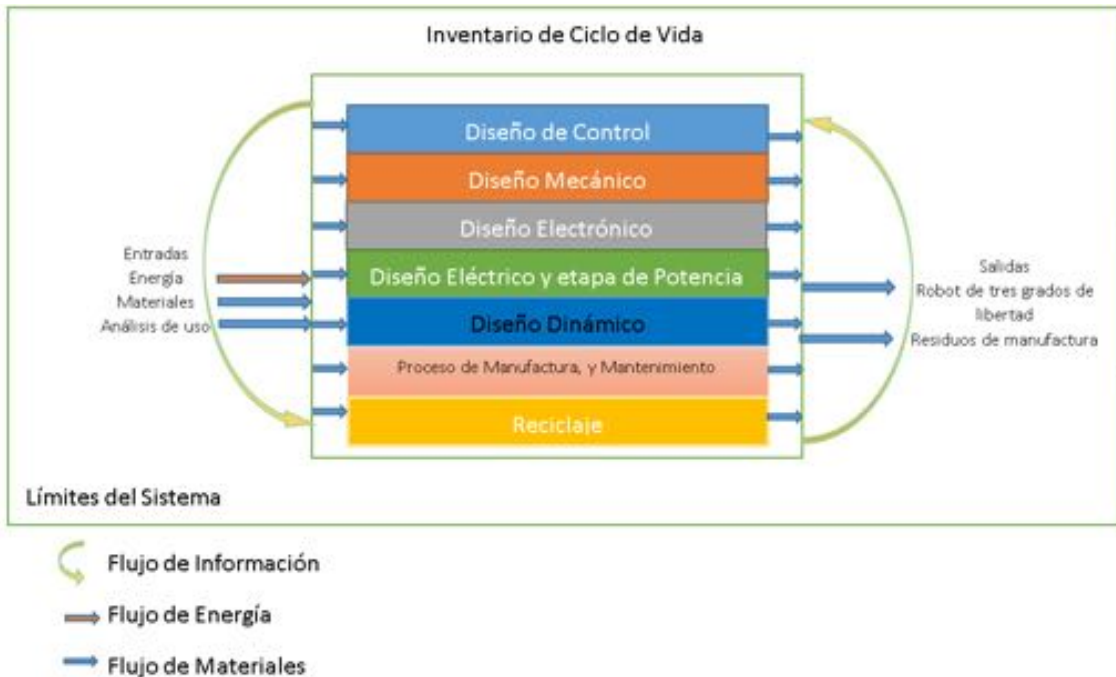 Inventario de Ciclo de Vida
Diseño de Control
Diseño Mecánico
Diseño Electrónico
Diseño Eléctrico y etapa de Potencia
Diseño Dinámico
Proceso de Manufactura, y Mantenimiento
Reciclaje
Entradas
Energía
Materiales
Análisis de uso
Salidas
Robot de tres grados de
libertad
Residuos de manufactura
Límites del Sistema
Flujo de Información
Flujo de Energía
Flujo de Materiales